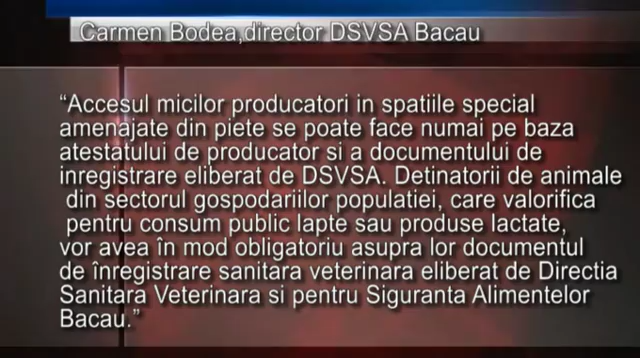 Carmen Bodea,director DSVSA Bacau
“Accesul micilor producatori in spatiile special
amenajate din piete se poate face numai pe baza
atestatului de producator si a documentului de
inregistrare eliberat de DSVSA. Detinatorii de animale
din sectorul gospodariilor populatiei, care valorifica
pentru consum public lapte sau produse lactate,
vor avea în mod obligatoriu asupra lor documentul
de înregistrare sanitara veterinara eliberat de Directia
Sanitara Veterinara si pentru Siguranta Alimentelor
Bacau.”